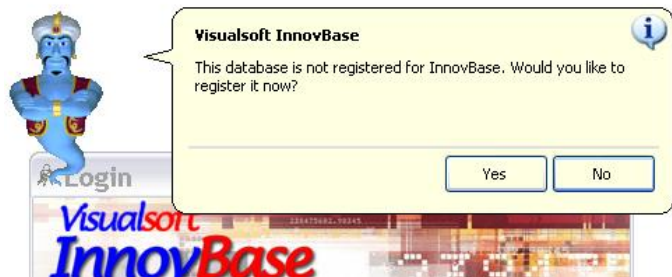 Visualsoft InnovBase
This database is not registered for InnovBase. Would you like to
register it now?
Yes
No
Login
Visualsoft
InnovBase